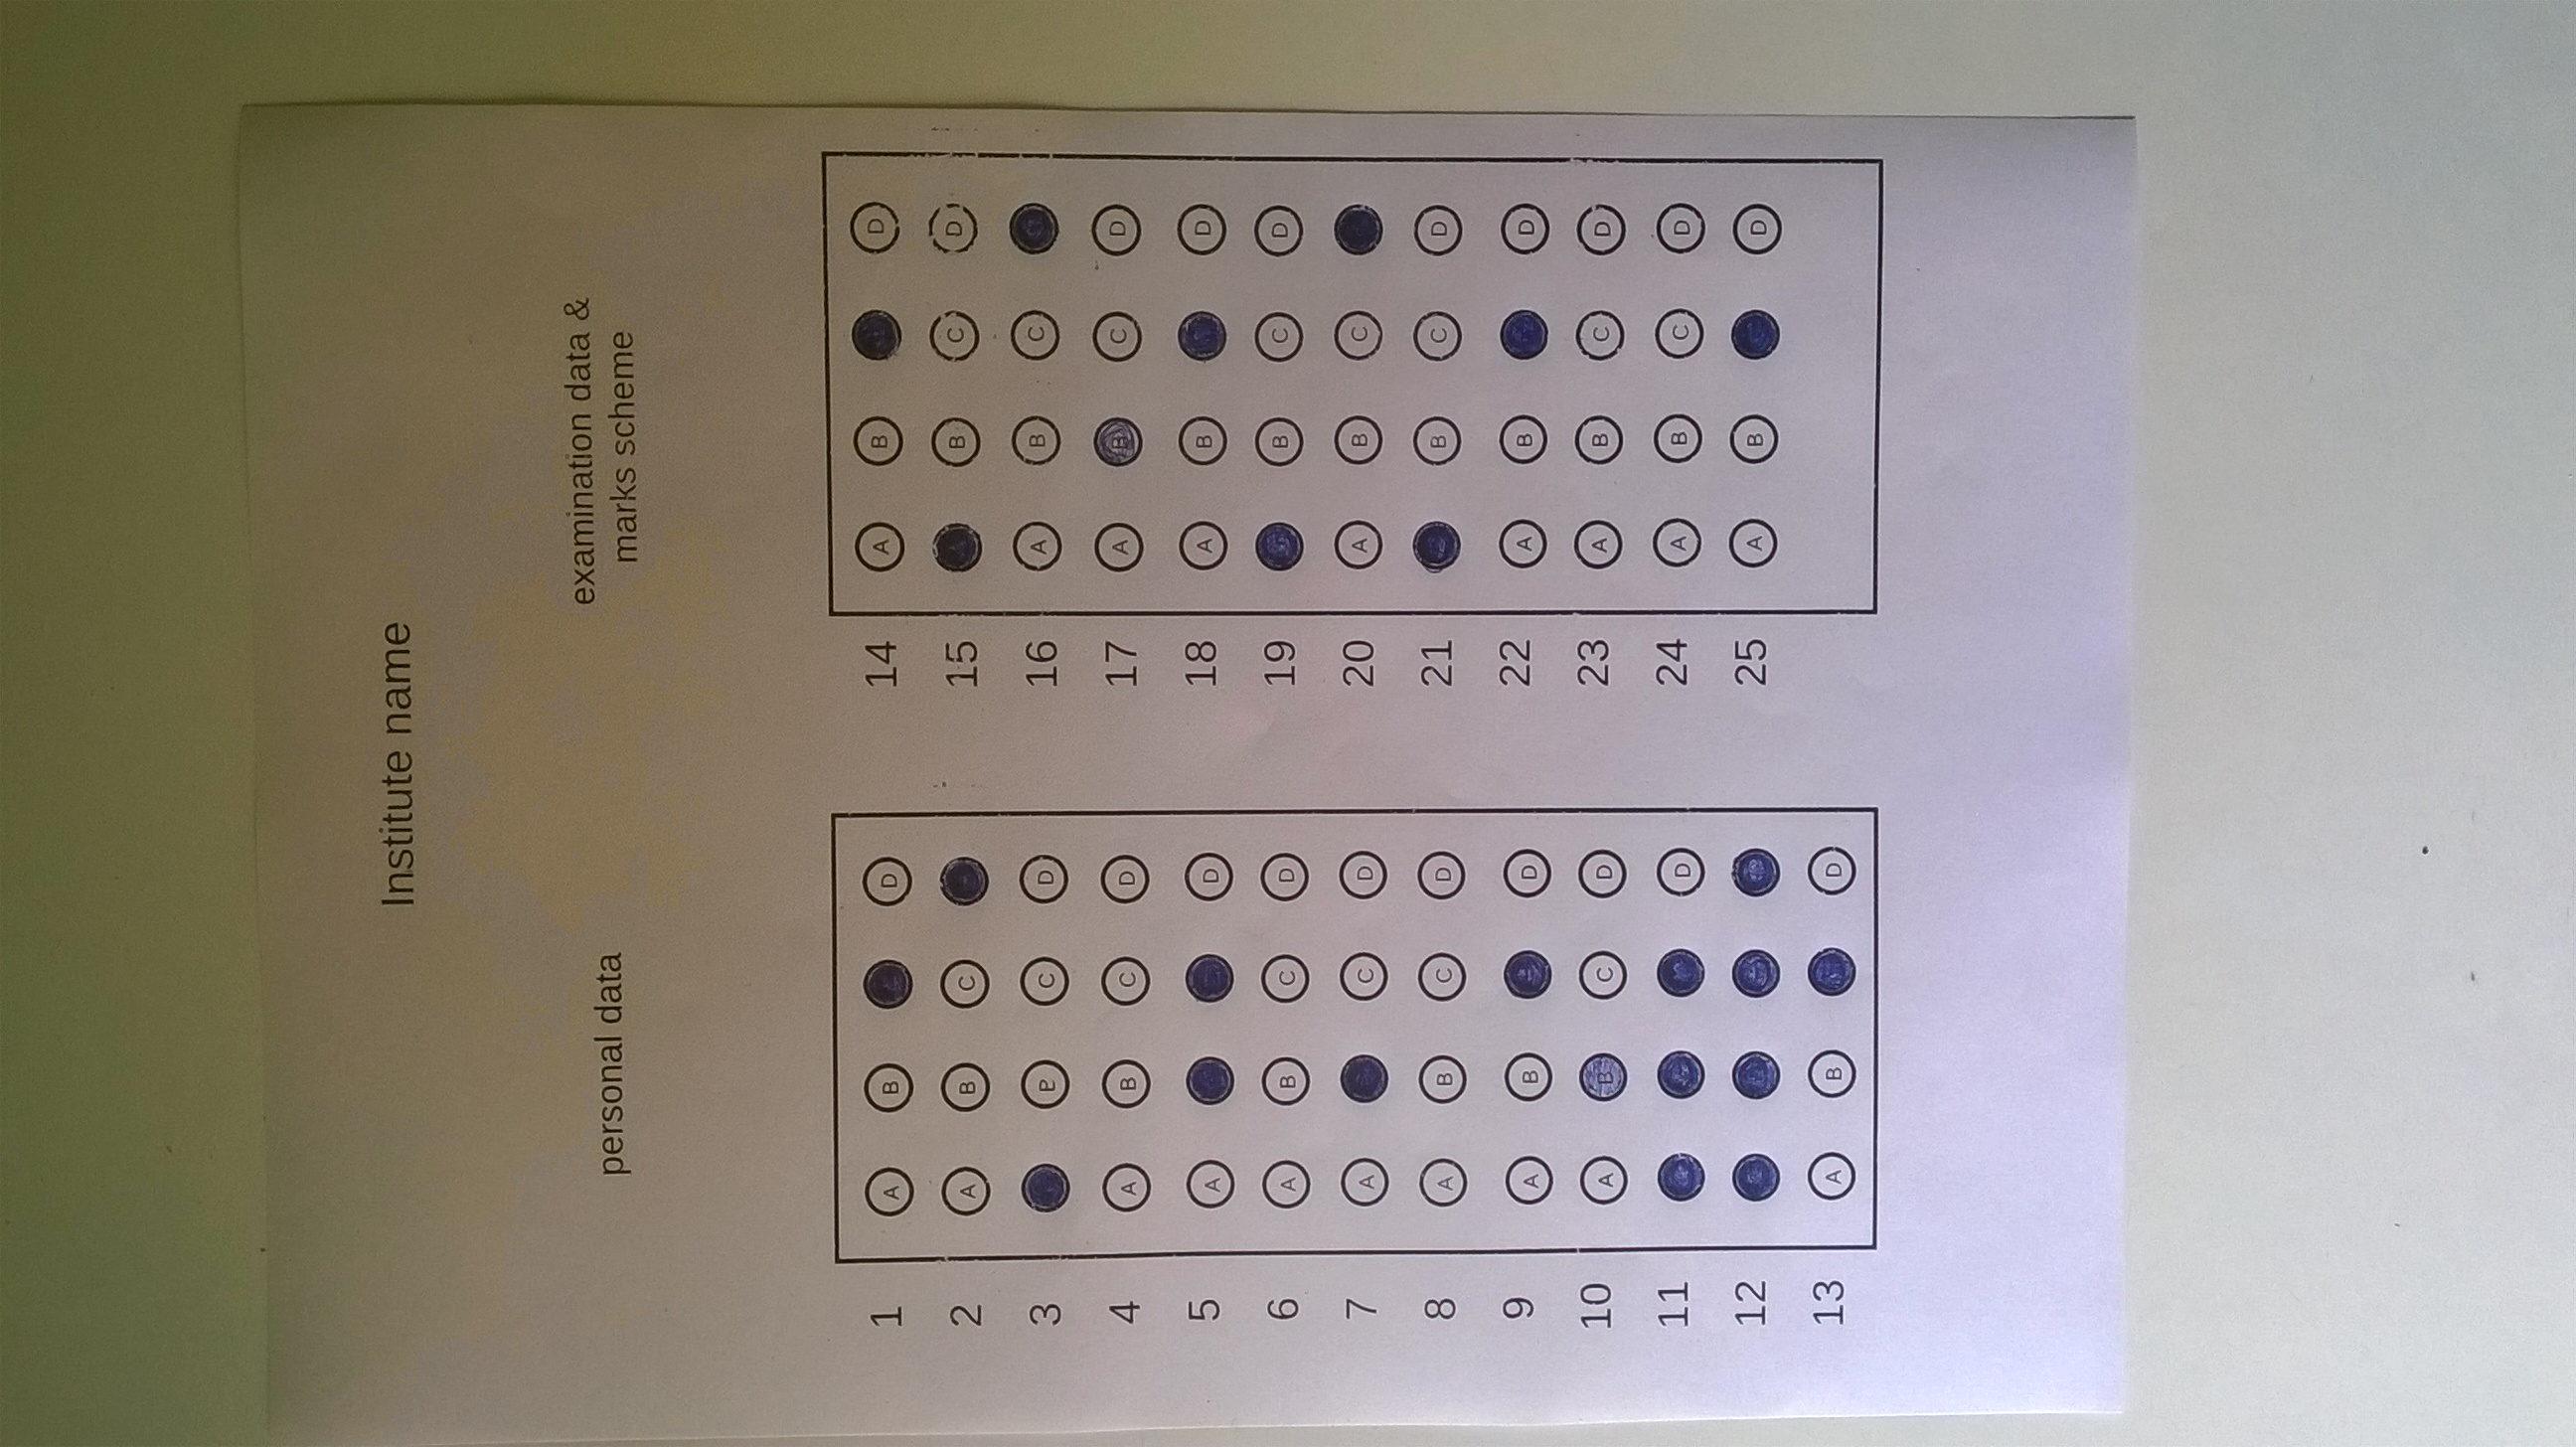 Institute name
personal data
examination data &
marks scheme
1 A B D
2 A B C
3 B C D
4 A B C D
5 A D
6 A B C D
7 A C D
8 A B C D
9 A B D
10 A B C D
11 D
12
13 A B D
14 A B D
15 A B C D
16 A B C
17 A B C D
18 A B D
19 B C D
20 A B C
21 B C D
22 A B D
23 A B C D
24 A B C D
25 A B D